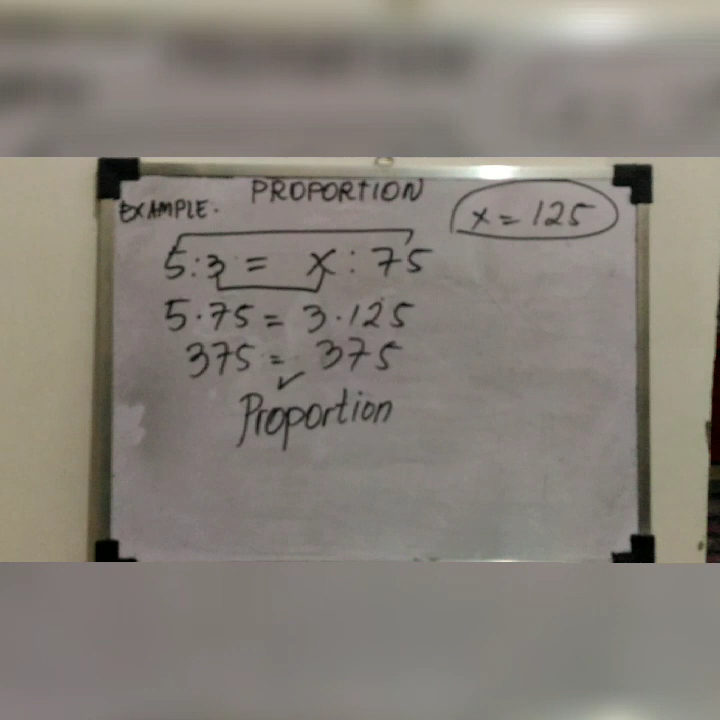 PROPORTION
EXAMPLE.
x = 125
5:3 = x : 75
5·75 = 3·125
375 = 375
✓
Proportion